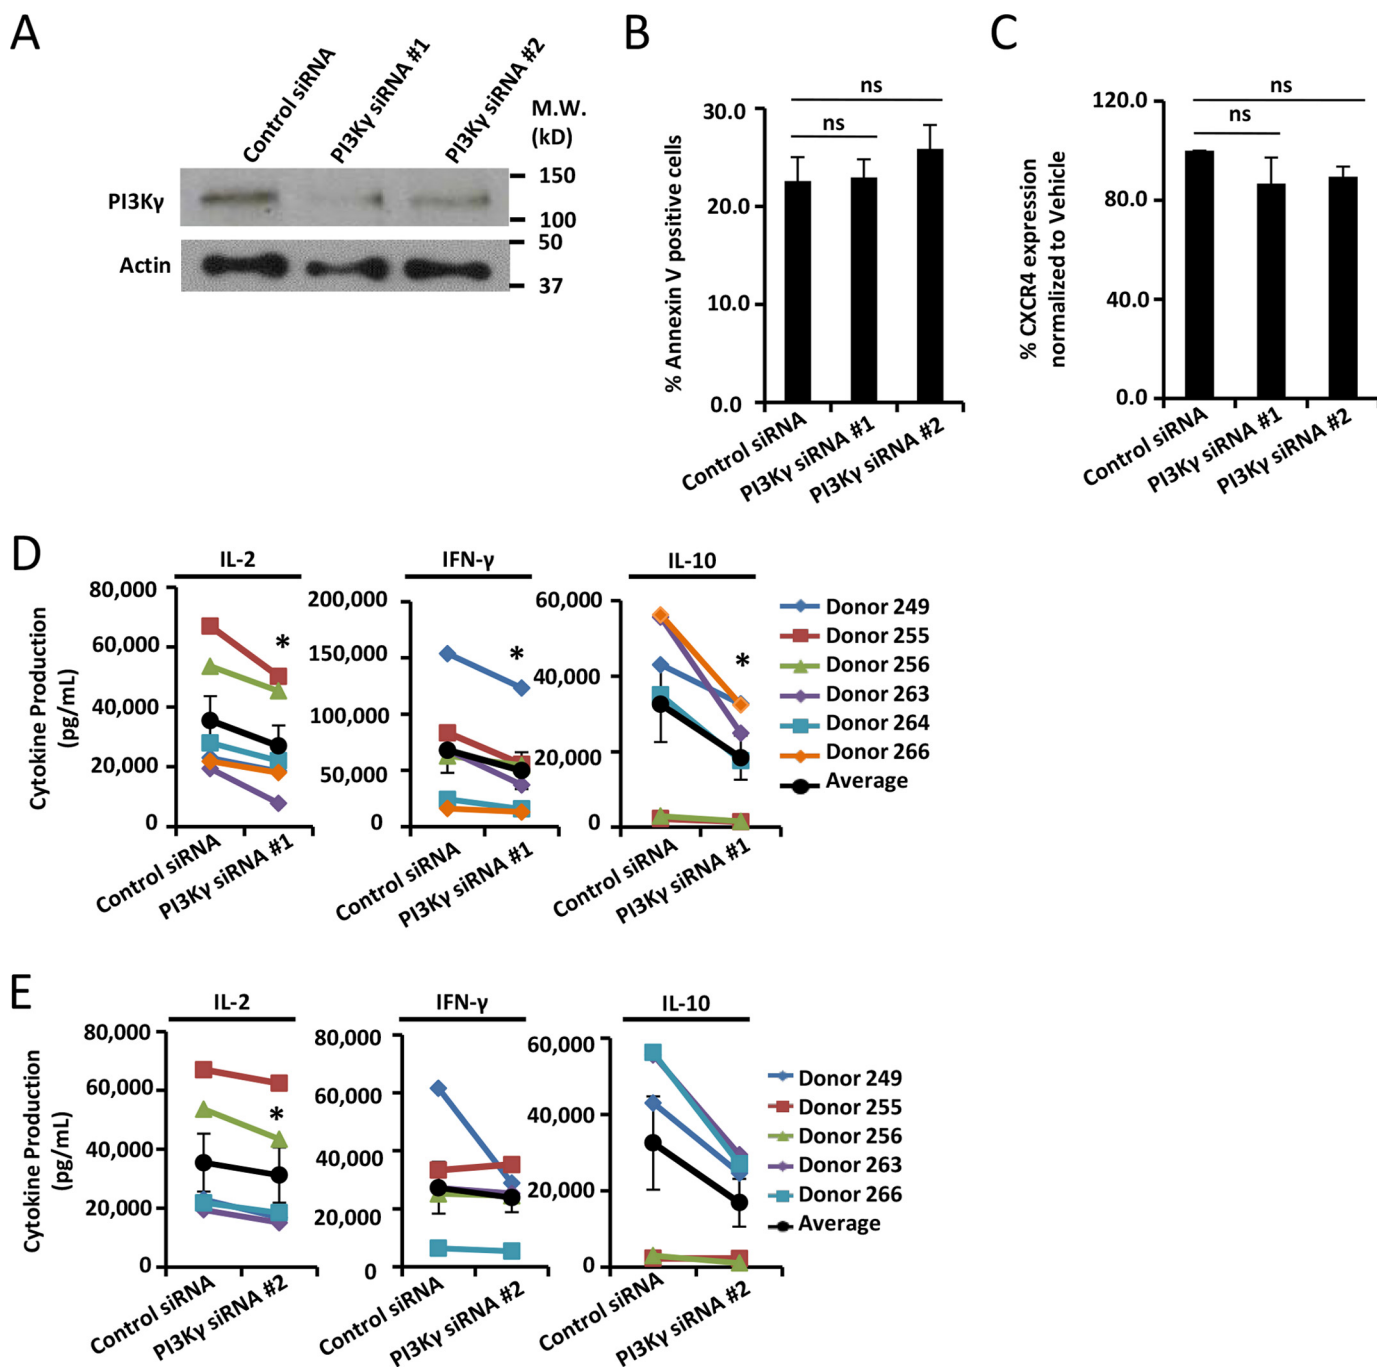 A
Control siRNA
PI3Kγ siRNA #1
PI3Kγ siRNA #2
M.W.
(kD)
PI3Kγ
150
100
Actin
50
37
B
ns
ns
% Annexin V positive cells
30.0
20.0
10.0
0.0
Control siRNA
PI3Kγ siRNA #1
PI3Kγ siRNA #2
C
ns
ns
% CXCR4 expression
normalized to Vehicle
120.0
80.0
40.0
0.0
Control siRNA
PI3Kγ siRNA #1
PI3Kγ siRNA #2
D
Cytokine Production
(pg/mL)
IL-2
80,000
60,000
40,000
20,000
0
*
Control siRNA
PI3Kγ siRNA #1
IFN-γ
200,000
150,000
100,000
50,000
0
*
Control siRNA
PI3Kγ siRNA #1
IL-10
60,000
40,000
20,000
0
*
Control siRNA
PI3Kγ siRNA #1
Donor 249
Donor 255
Donor 256
Donor 263
Donor 264
Donor 266
Average
E
Cytokine Production
(pg/mL)
IL-2
80,000
60,000
40,000
20,000
0
*
Control siRNA
PI3Kγ siRNA #2
IFN-γ
80,000
60,000
40,000
20,000
0
Control siRNA
PI3Kγ siRNA #2
IL-10
60,000
40,000
20,000
0
Control siRNA
PI3Kγ siRNA #2
Donor 249
Donor 255
Donor 256
Donor 263
Donor 266
Average